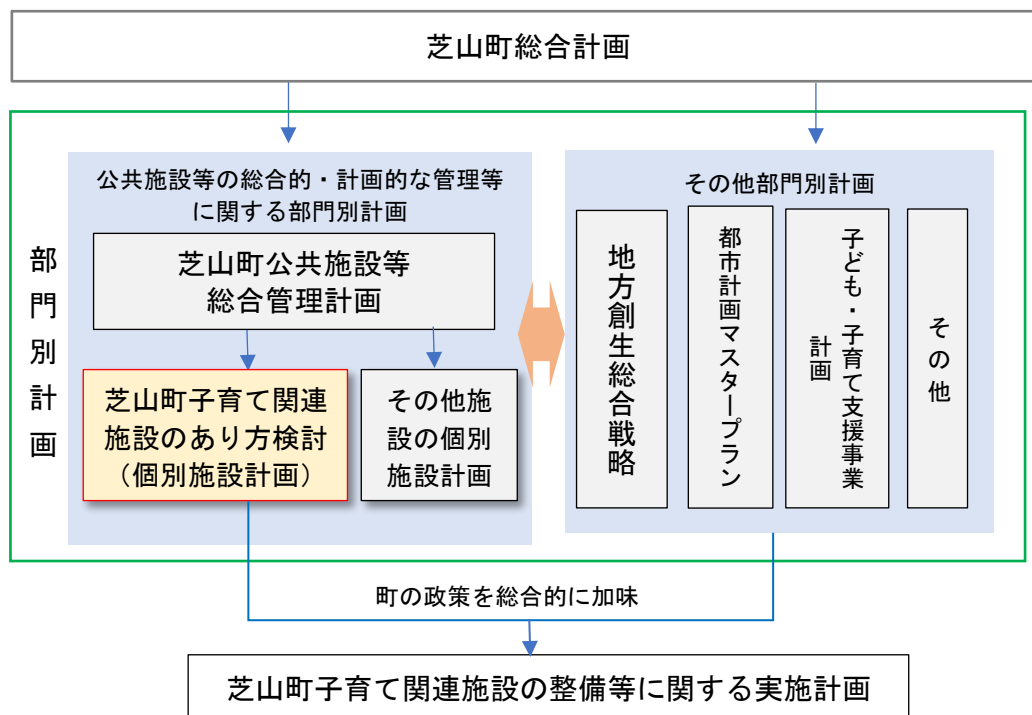 芝山町総合計画
部門別計画
公共施設等の総合的・計画的な管理等
に関する部門別計画
芝山町公共施設等
総合管理計画
芝山町子育て関連
施設のあり方検討
（個別施設計画）
その他施
設の個別
施設計画
その他部門別計画
地方創生総合戦略
都市計画マスタープラン
子ども・子育て支援事業
計画
その他
町の政策を総合的に加味
芝山町子育て関連施設の整備等に関する実施計画